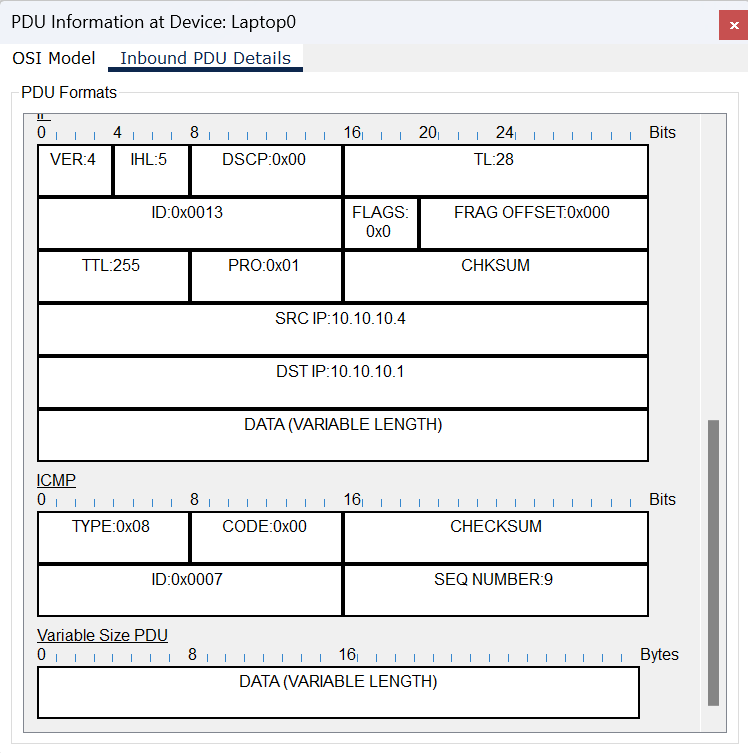 PDU Information at Device: Laptop0
OSI Model Inbound PDU Details
PDU Formats
IP
0 4 8 16 20 24 Bits
VER:4 IHL:5 DSCP:0x00 TL:28
ID:0x0013 FLAGS: 0x0 FRAG OFFSET:0x000
TTL:255 PRO:0x01 CHKSUM
SRC IP:10.10.10.4
DST IP:10.10.10.1
DATA (VARIABLE LENGTH)
ICMP
0 8 16 Bits
TYPE:0x08 CODE:0x00 CHECKSUM
ID:0x0007 SEQ NUMBER:9
Variable Size PDU
0 8 16 Bytes
DATA (VARIABLE LENGTH)